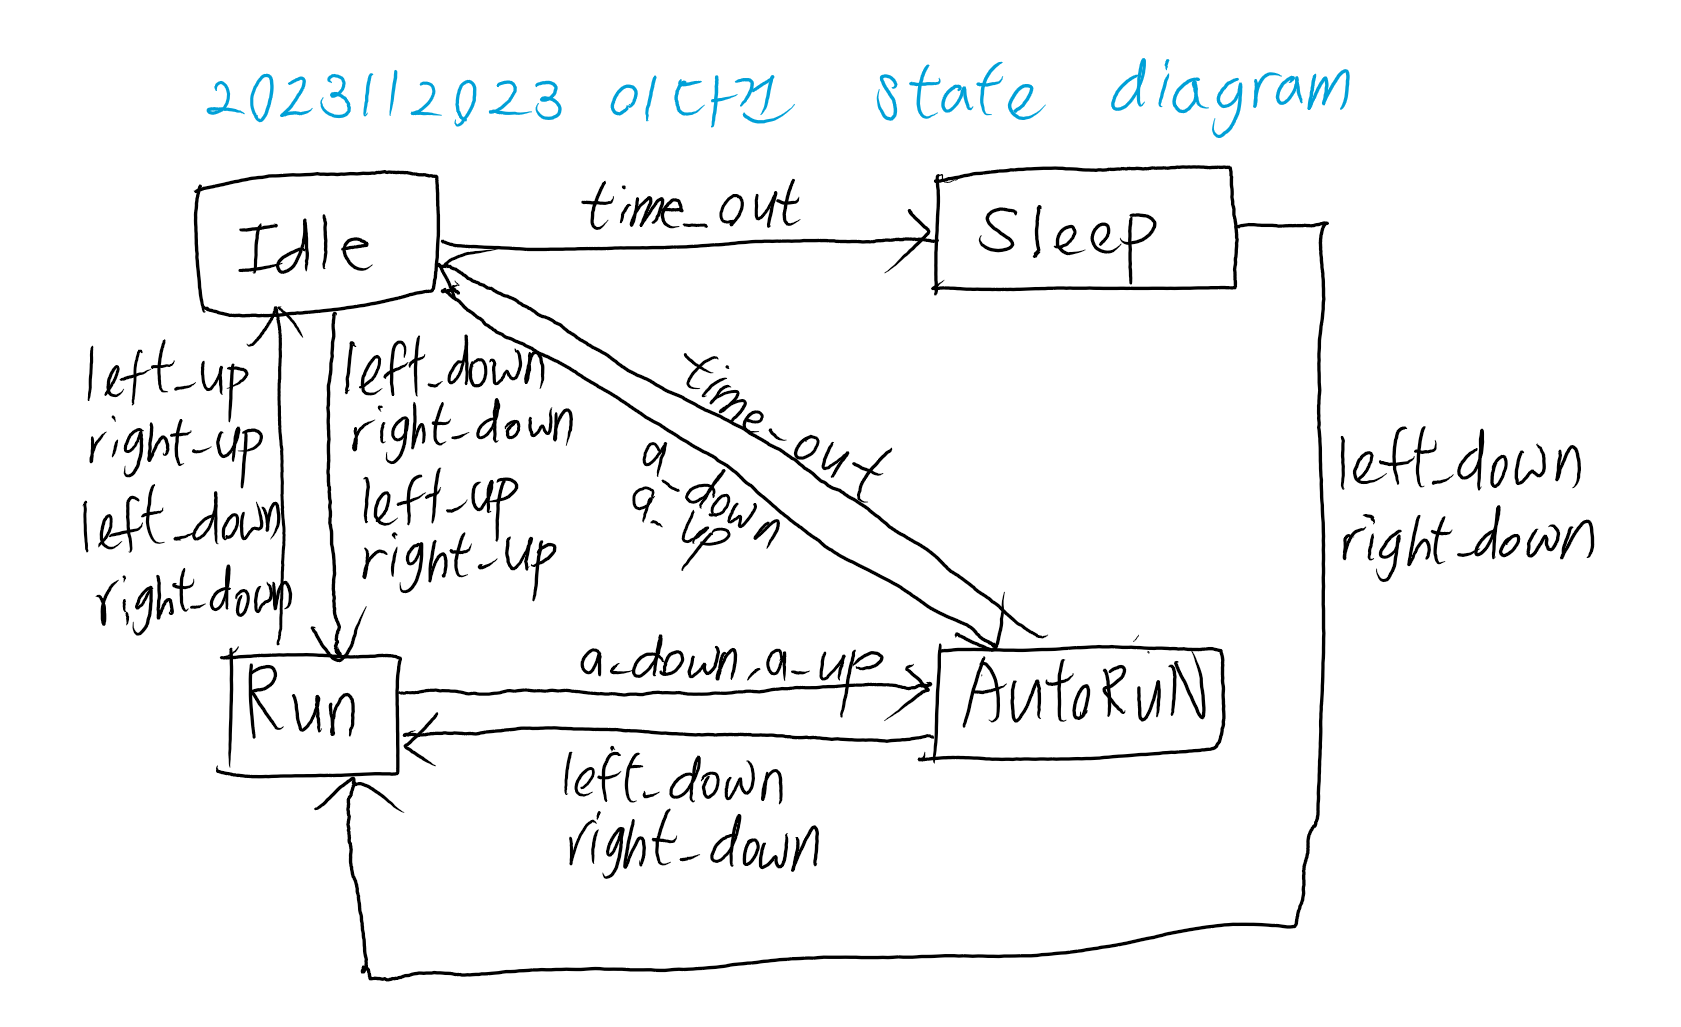 2023112023 이다건 state diagram
Idle
time_out
Sleep
left_up
right_up
left_down
right_down
left_down
right_down
left_up
right_up
time_out
a
a_down
a_up
left_down
right_down
Run
a_down, a_up
AutoRuN
left_down
right_down